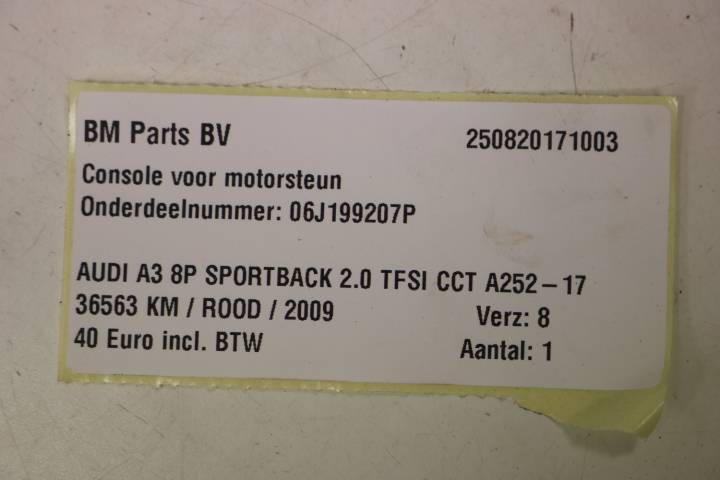 BM Parts BV 250820171003
Console voor motorsteun
Onderdeelnummer: 06J199207P
AUDI A3 8P SPORTBACK 2.0 TFSI CCT A252-17
36563 KM / ROOD / 2009 Verz: 8
40 Euro incl. BTW Aantal: 1